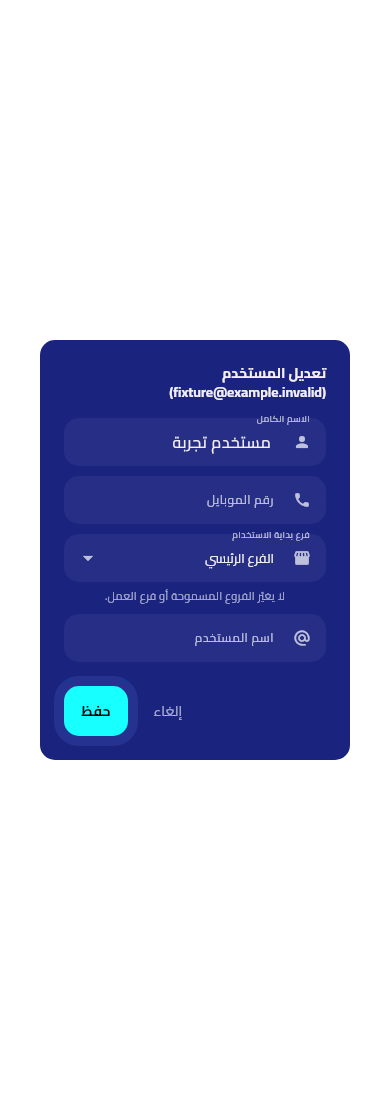 تعديل المستخدم
(fixture@example.invalid)
الاسم الكامل
مستخدم تجربة
رقم الموبايل
فرع بداية الاستخدام
الفرع الرئيسي
لا يغيّر الفروع المسموحة أو فرع العمل.
اسم المستخدم
إلغاء
حفظ